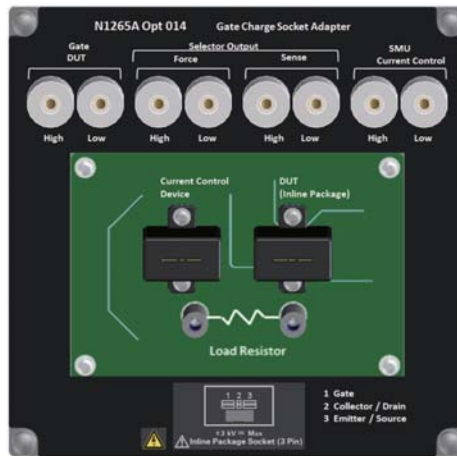 N1265A Opt 014 Gate Charge Socket Adapter
Gate
DUT
Selector Output
Force Sense
SMU
Current Control
High Low High Low High Low High Low
Current Control
Device
DUT
(Inline Package)
Load Resistor
1 2 3
±3 kV Max
Inline Package Socket (3 Pin)
1 Gate
2 Collector / Drain
3 Emitter / Source